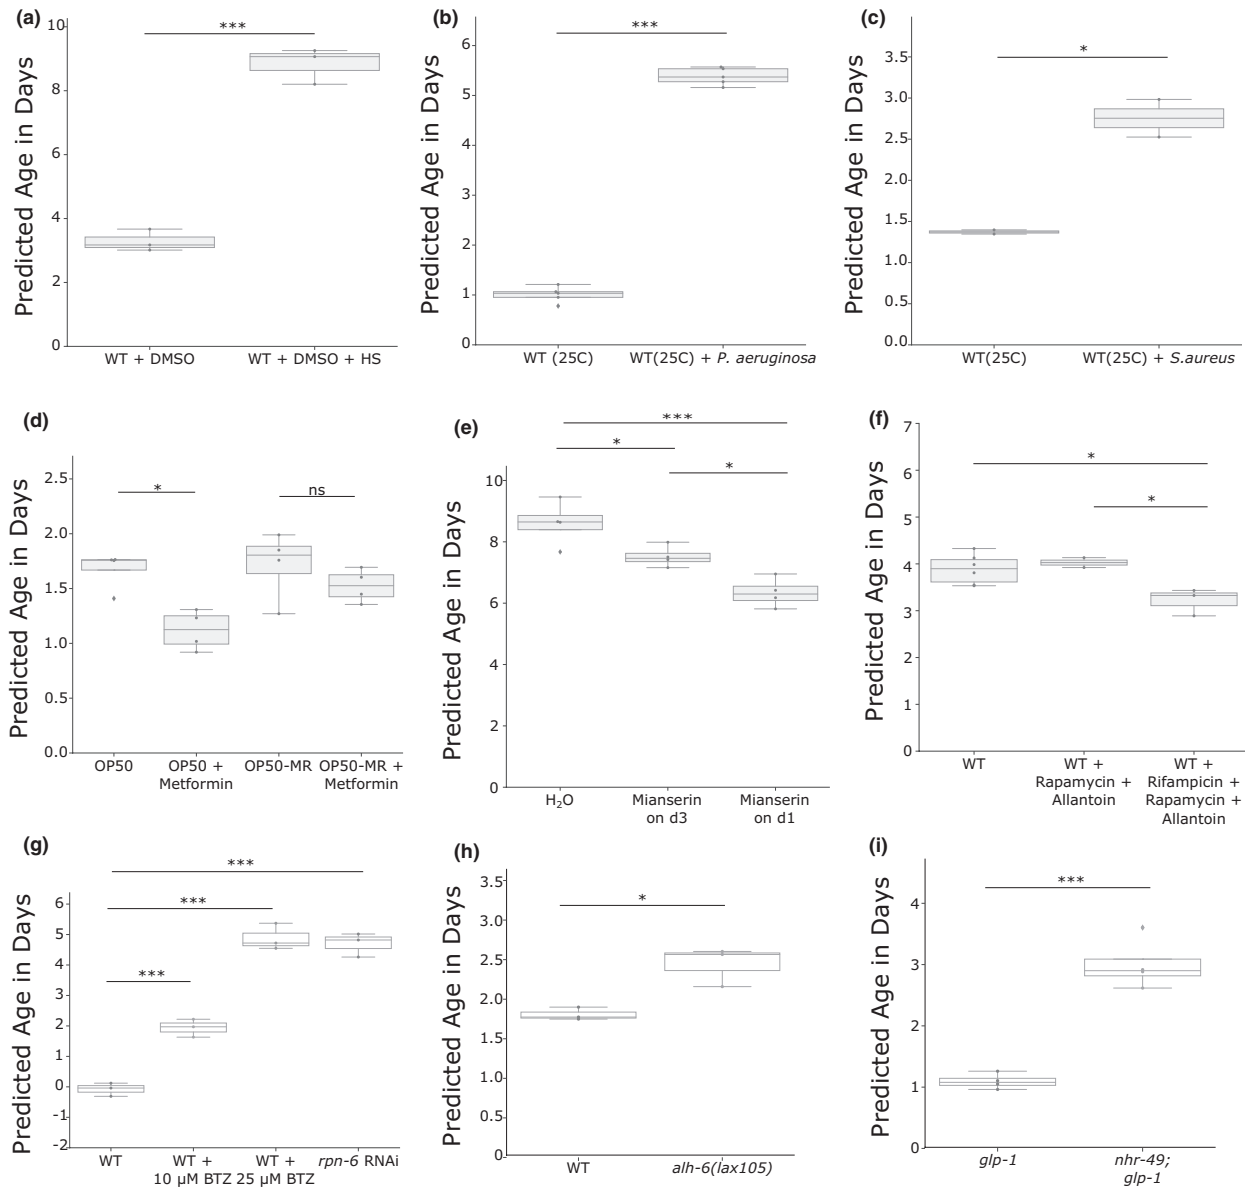 (a)
Predicted Age in Days
10
8
6
4
2
0
***
WT + DMSO
WT + DMSO + HS
(b)
Predicted Age in Days
6
5
4
3
2
1
0
***
WT (25C)
WT(25C) + P. aeruginosa
(c)
Predicted Age in Days
3.5
3.0
2.5
2.0
1.5
1.0
0.5
0.0
*
WT(25C)
WT(25C) + S.aureus
(d)
Predicted Age in Days
2.5
2.0
1.5
1.0
0.5
0.0
*
ns
OP50
OP50 +
Metformin
OP50-MR
OP50-MR +
Metformin
(e)
Predicted Age in Days
10
8
6
4
2
0
***
*
*
H₂O
Mianserin
on d3
Mianserin
on d1
(f)
Predicted Age in Days
7
6
5
4
3
2
1
0
*
*
WT
WT +
Rapamycin +
Allantoin
WT +
Rifampicin +
Rapamycin +
Allantoin
(g)
Predicted Age in Days
6
5
4
3
2
1
0
-1
-2
***
***
***
WT
WT +
10 µM BTZ
WT +
25 µM BTZ
rpn-6 RNAi
(h)
Predicted Age in Days
3.5
3.0
2.5
2.0
1.5
1.0
0.5
0.0
*
WT
alh-6(lax105)
(i)
Predicted Age in Days
4
3
2
1
0
***
glp-1
nhr-49;
glp-1